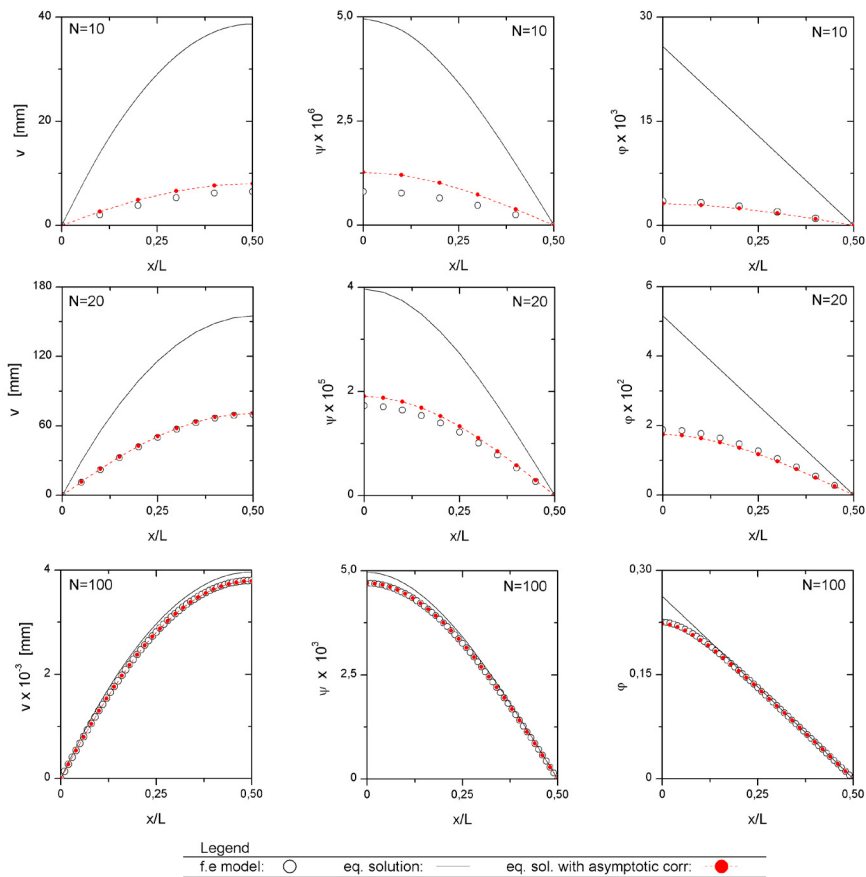 40
N=10
20
0
v [mm]
0
0,25
0,50
x/L
5,0
N=10
2,5
0
ψ x 10⁶
0
0,25
0,50
x/L
30
N=10
15
0
φ x 10³
0
0,25
0,50
x/L
180
N=20
120
60
0
v [mm]
0
0,25
0,50
x/L
4
N=20
2
0
ψ x 10⁵
0
0,25
0,50
x/L
6
N=20
4
2
0
φ x 10²
0
0,25
0,50
x/L
4
N=100
2
0
v x 10⁻³ [mm]
0
0,25
0,50
x/L
5,0
N=100
2,5
0
ψ x 10³
0
0,25
0,50
x/L
0,30
N=100
0,15
0
φ
0
0,25
0,50
x/L
Legend
f.e model: eq. solution: eq. sol. with asymptotic corr: